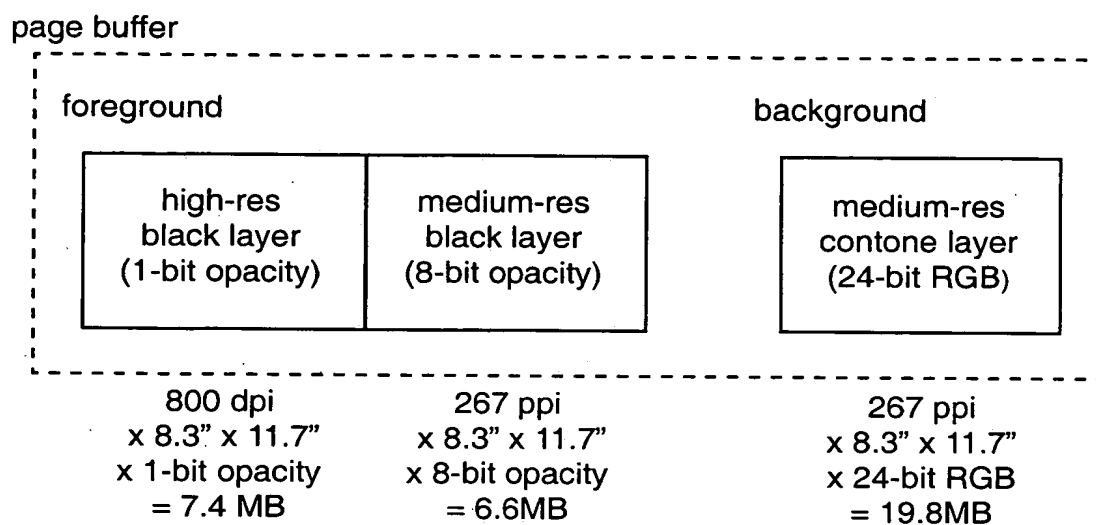 page buffer
foreground
background
high-res
black layer
(1-bit opacity)
medium-res
black layer
(8-bit opacity)
medium-res
contone layer
(24-bit RGB)
800 dpi
x 8.3” x 11.7”
x 1-bit opacity
= 7.4 MB
267 ppi
x 8.3” x 11.7”
x 8-bit opacity
= 6.6MB
267 ppi
x 8.3” x 11.7”
x 24-bit RGB
= 19.8MB